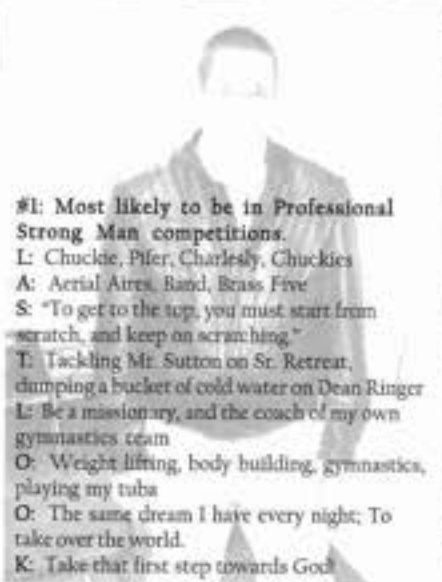 #1: Most likely to be in Professional
Strong Man competitions.
L: Chuckie, Pifer, Charlesly, Chuckies
A: Aerial Aires, Band, Brass Five
S: "To get to the top, you must start from
scratch, and keep on scratching."
T: Tackling Mr. Sutton on Sr. Retreat,
dumping a bucket of cold water on Dean Ringer
L: Be a missionary, and the coach of my own
gymnastics team
O: Weight lifting, body building, gymnastics,
playing my tuba
O: The same dream I have every night; To
take over the world.
K: Take that first step towards God!